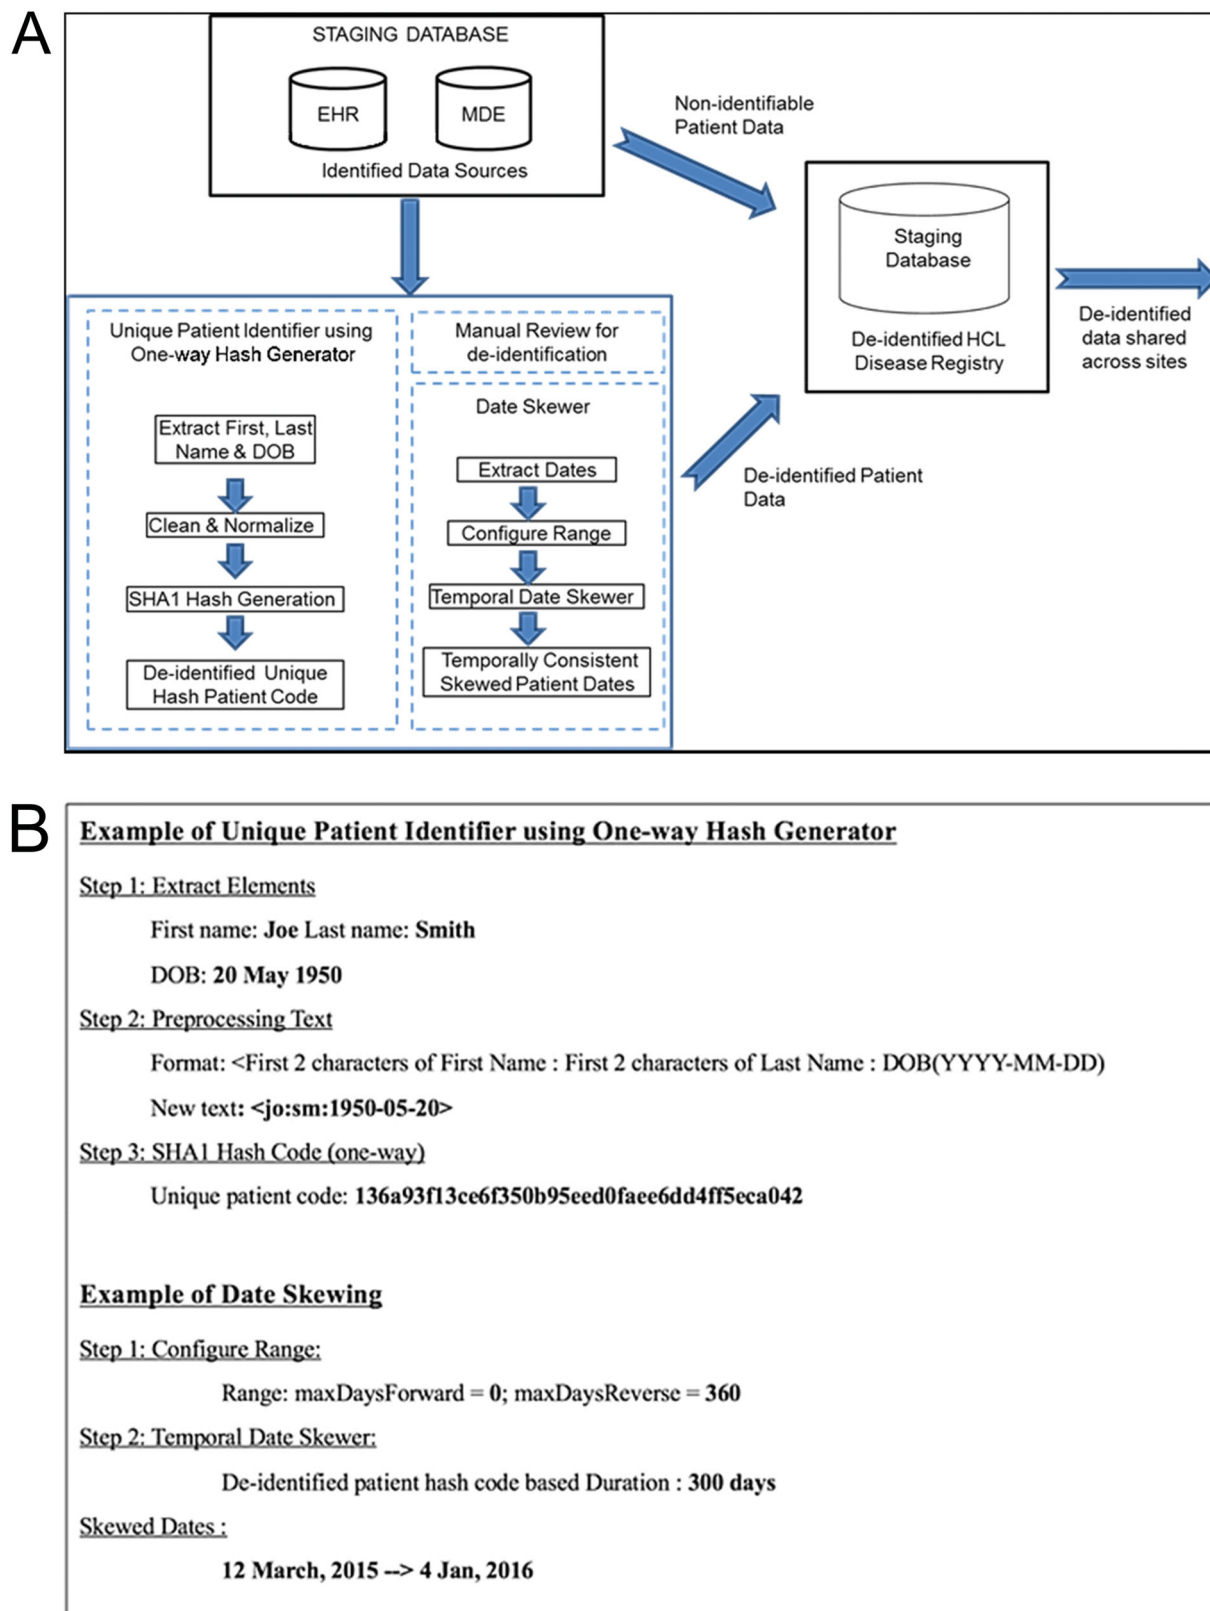 A
STAGING DATABASE
EHR
MDE
Identified Data Sources
Non-identifiable
Patient Data
Staging
Database
De-identified HCL
Disease Registry
De-identified
data shared
across sites
Unique Patient Identifier using
One-way Hash Generator
Extract First, Last
Name & DOB
Clean & Normalize
SHA1 Hash Generation
De-identified Unique
Hash Patient Code
Manual Review for
de-identification
Date Skewer
Extract Dates
Configure Range
Temporal Date Skewer
Temporally Consistent
Skewed Patient Dates
De-identified Patient
Data
B
Example of Unique Patient Identifier using One-way Hash Generator
Step 1: Extract Elements
First name: Joe Last name: Smith
DOB: 20 May 1950
Step 2: Preprocessing Text
Format: <First 2 characters of First Name : First 2 characters of Last Name : DOB(YYYY-MM-DD)
New text: <jo:sm:1950-05-20>
Step 3: SHA1 Hash Code (one-way)
Unique patient code: 136a93f13ce6f350b95eed0faee6dd4ff5eca042
Example of Date Skewing
Step 1: Configure Range:
Range: maxDaysForward = 0; maxDaysReverse = 360
Step 2: Temporal Date Skewer:
De-identified patient hash code based Duration : 300 days
Skewed Dates :
12 March, 2015 --> 4 Jan, 2016